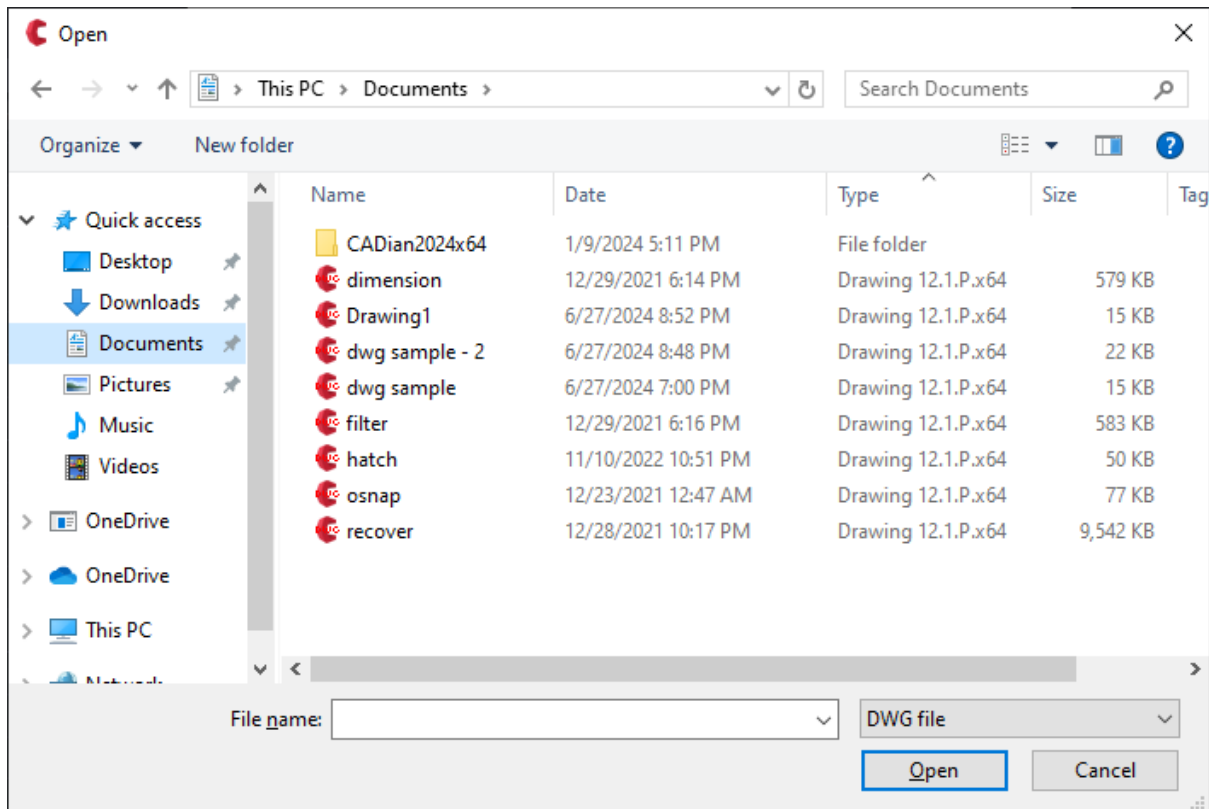 Open
This PC > Documents >
Search Documents
Organize
New folder
Name Date Type Size Tag
Quick access
Desktop
Downloads
Documents
Pictures
Music
Videos
OneDrive
OneDrive
This PC
Network
CADian2024x64 1/9/2024 5:11 PM File folder
dimension 12/29/2021 6:14 PM Drawing 12.1.P.x64 579 KB
Drawing1 6/27/2024 8:52 PM Drawing 12.1.P.x64 15 KB
dwg sample - 2 6/27/2024 8:48 PM Drawing 12.1.P.x64 22 KB
dwg sample 6/27/2024 7:00 PM Drawing 12.1.P.x64 15 KB
filter 12/29/2021 6:16 PM Drawing 12.1.P.x64 583 KB
hatch 11/10/2022 10:51 PM Drawing 12.1.P.x64 50 KB
osnap 12/23/2021 12:47 AM Drawing 12.1.P.x64 77 KB
recover 12/28/2021 10:17 PM Drawing 12.1.P.x64 9,542 KB
File name:
DWG file
Open
Cancel